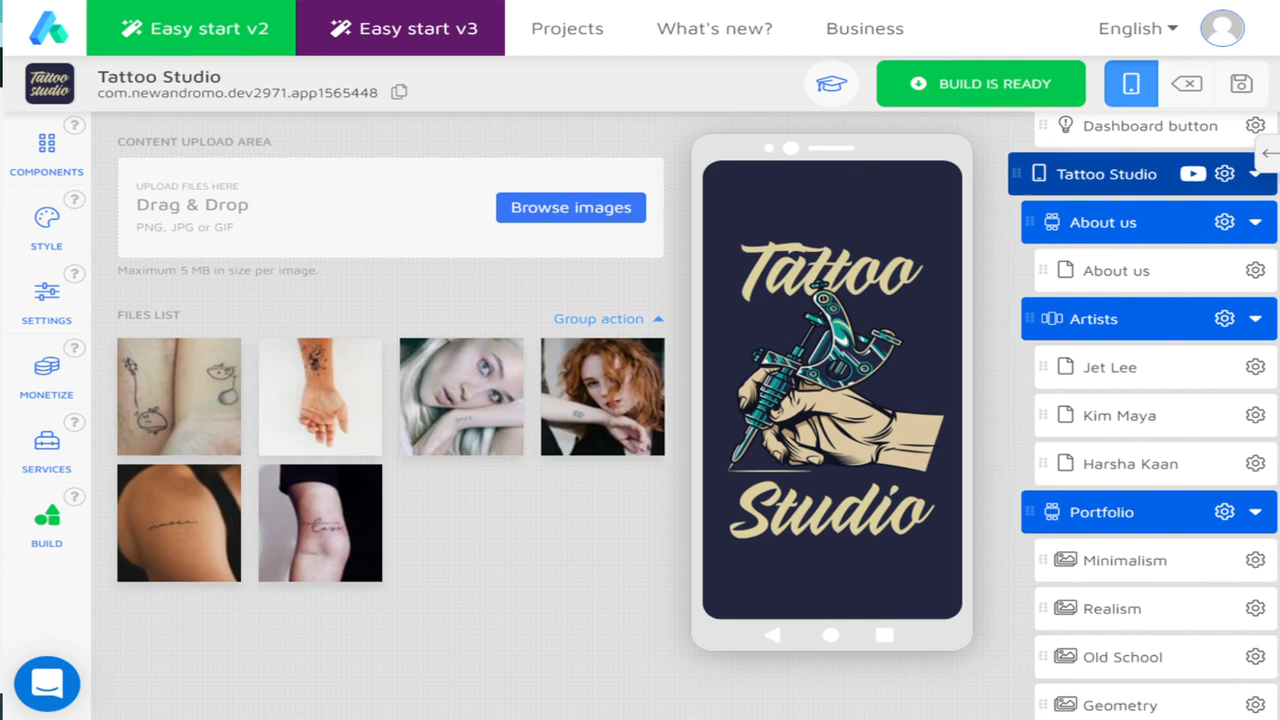 Easy start v2
Easy start v3
Projects
What's new?
Business
English
Tattoo studio
Tattoo Studio
com.newandromo.dev2971.app1565448
BUILD IS READY
?
COMPONENTS
?
STYLE
?
SETTINGS
?
MONETIZE
?
SERVICES
?
BUILD
CONTENT UPLOAD AREA
UPLOAD FILES HERE
Drag & Drop
PNG, JPG or GIF
Browse images
Maximum 5 MB in size per image.
FILES LIST
Group action
Tattoo
Studio
Dashboard button
Tattoo Studio
About us
About us
Artists
Jet Lee
Kim Maya
Harsha Kaan
Portfolio
Minimalism
Realism
Old School
Geometry